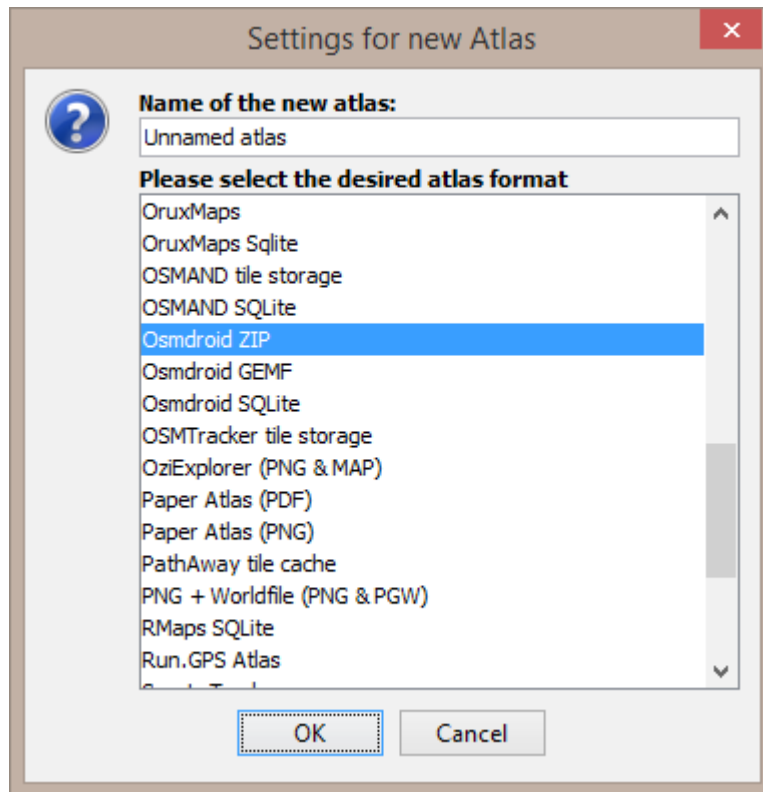 Settings for new Atlas
Name of the new atlas:
Unnamed atlas
Please select the desired atlas format
OruxMaps
OruxMaps Sqlite
OSMAND tile storage
OSMAND SQLite
Osmdroid ZIP
Osmdroid GEMF
Osmdroid SQLite
OSMTracker tile storage
OziExplorer (PNG & MAP)
Paper Atlas (PDF)
Paper Atlas (PNG)
PathAway tile cache
PNG + Worldfile (PNG & PGW)
RMaps SQLite
Run.GPS Atlas
OK Cancel